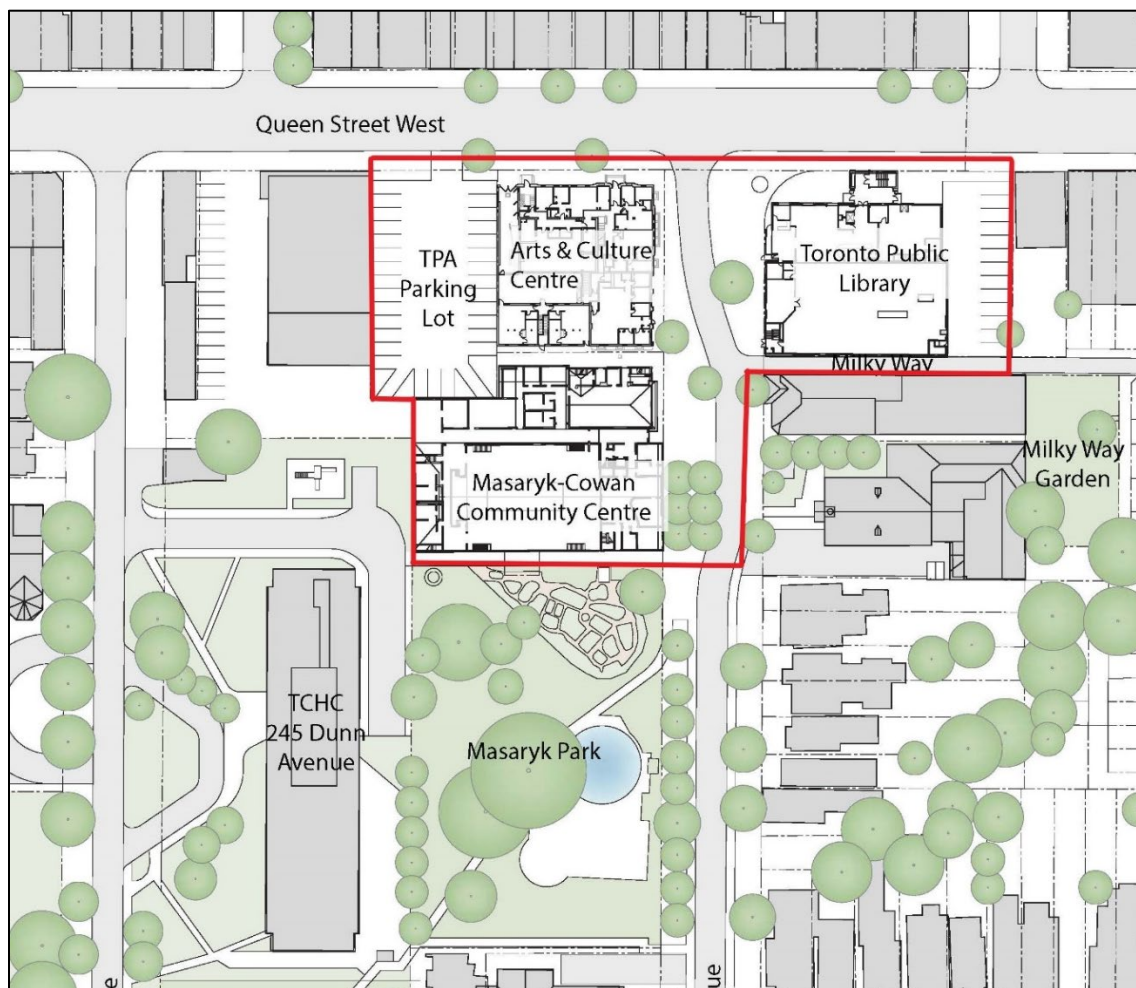 Queen Street West
TPA
Parking
Lot
Arts & Culture
Centre
Toronto Public
Library
Milky Way
Masaryk-Cowan
Community Centre
Milky Way
Garden
TCHC
245 Dunn
Avenue
Masaryk Park
e
ue